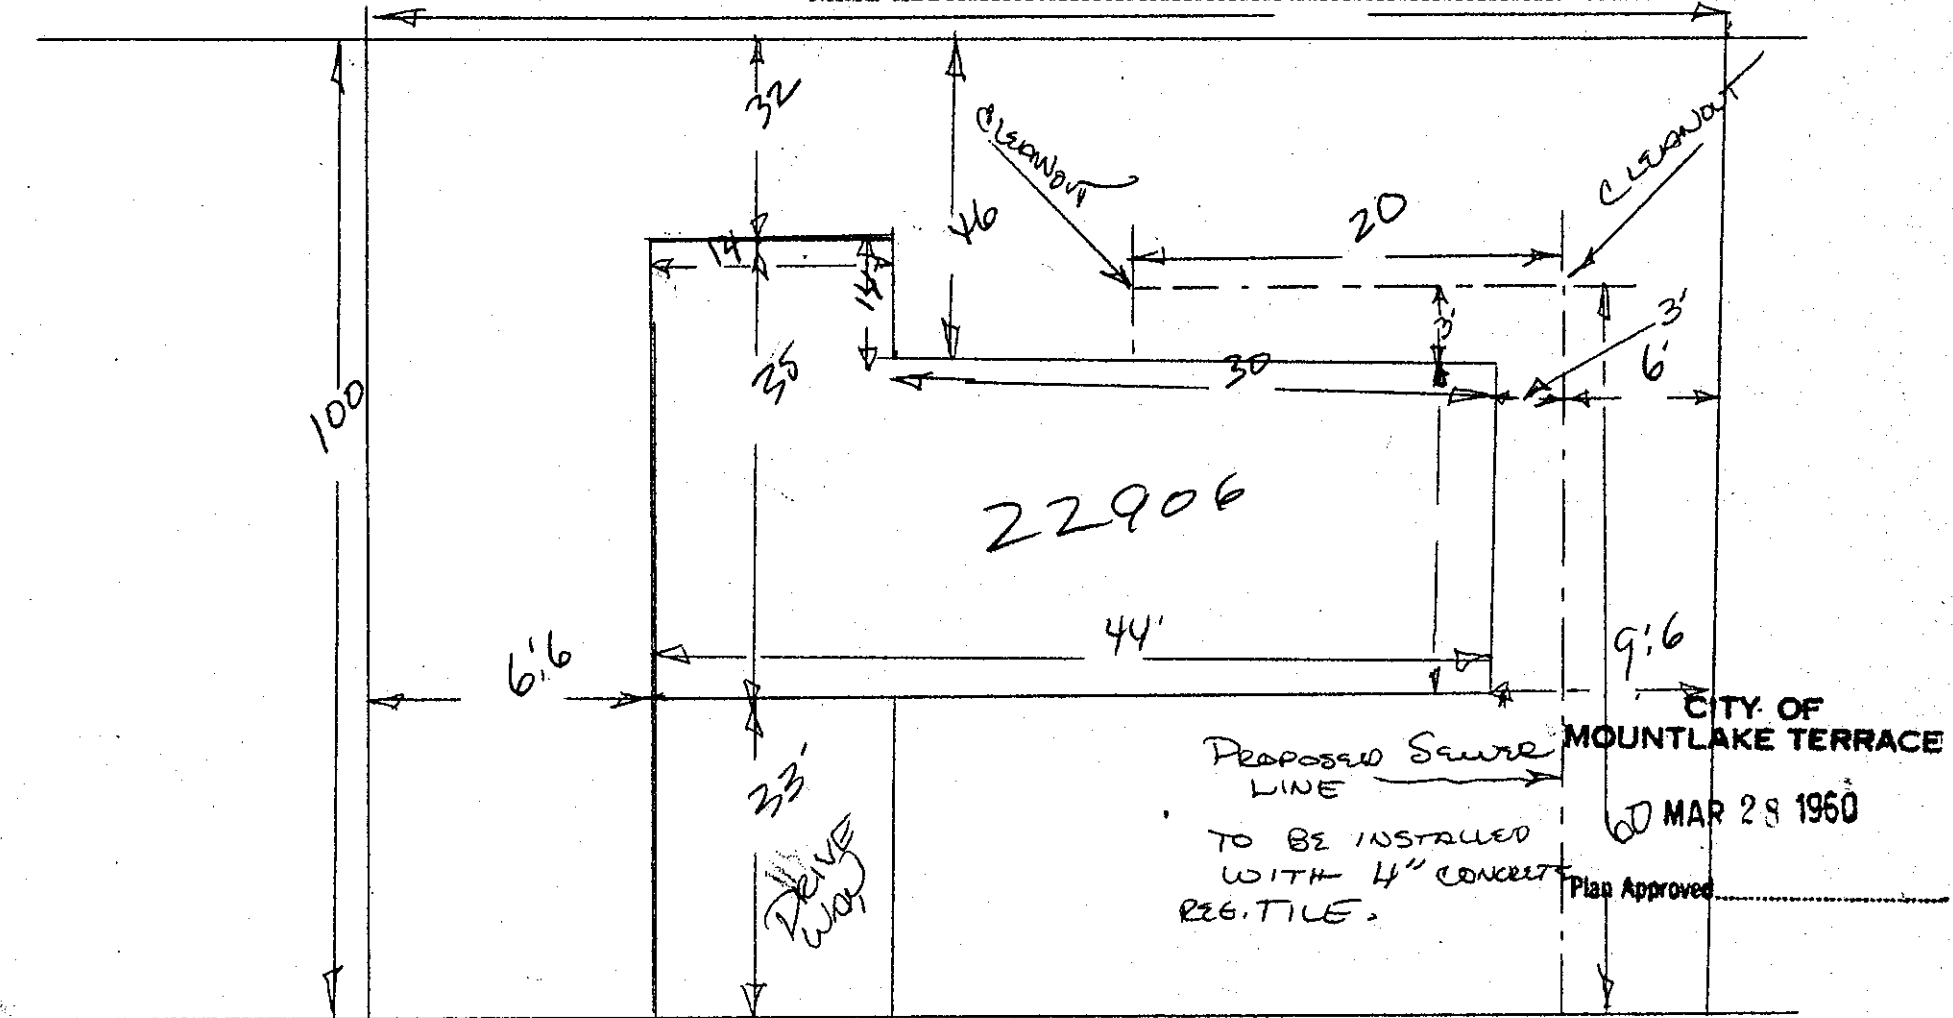 32
46
CLEANOUT
CLEANOUT
20
14
14
3'
3'
6'
35
30
100
22906
44'
6'.6
9'.6
CITY OF
MOUNTLAKE TERRACE
33'
PROPOSED SEWER
LINE
60
MAR 28 1960
DRIVE
WAY
TO BE INSTALLED
WITH 4" CONCRETE
REG. TILE.
Plan Approved